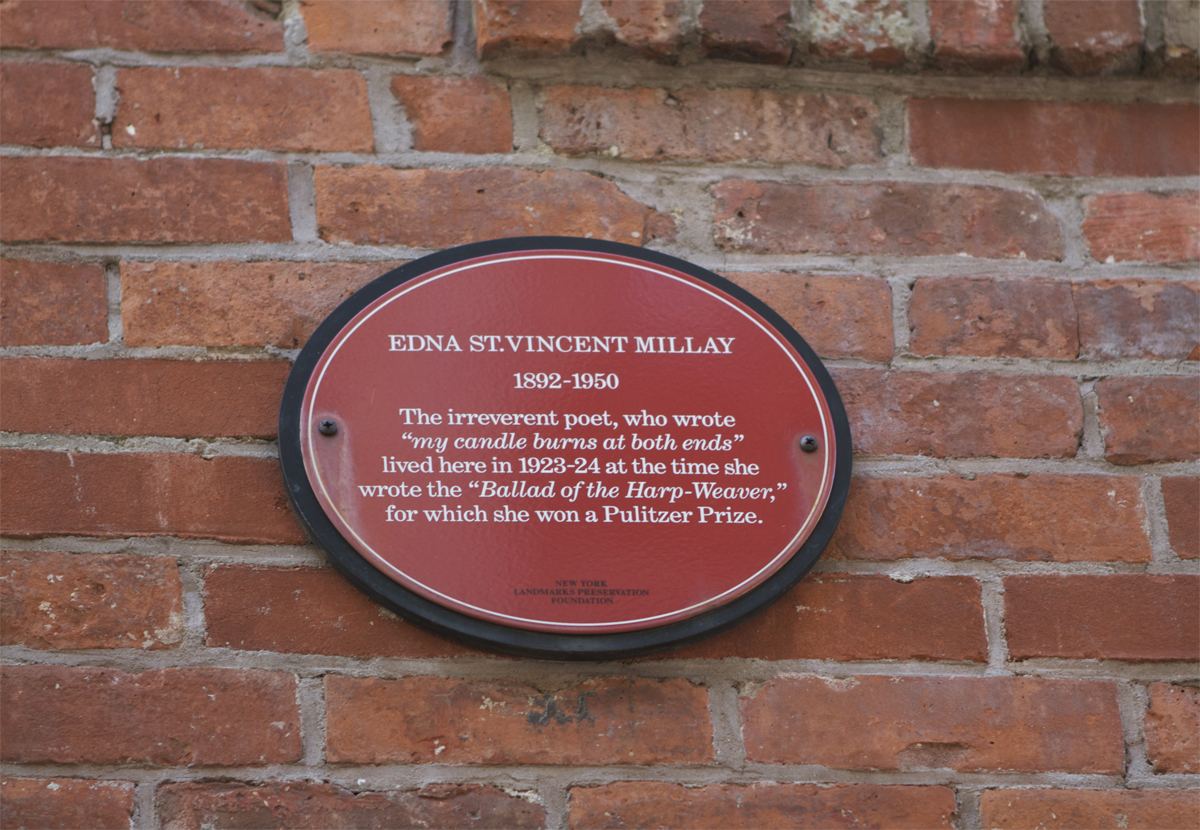 EDNA ST.VINCENT MILLAY
1892-1950
The irreverent poet, who wrote
“my candle burns at both ends”
lived here in 1923-24 at the time she
wrote the “Ballad of the Harp-Weaver,”
for which she won a Pulitzer Prize.
NEW YORK
LANDMARKS PRESERVATION
FOUNDATION